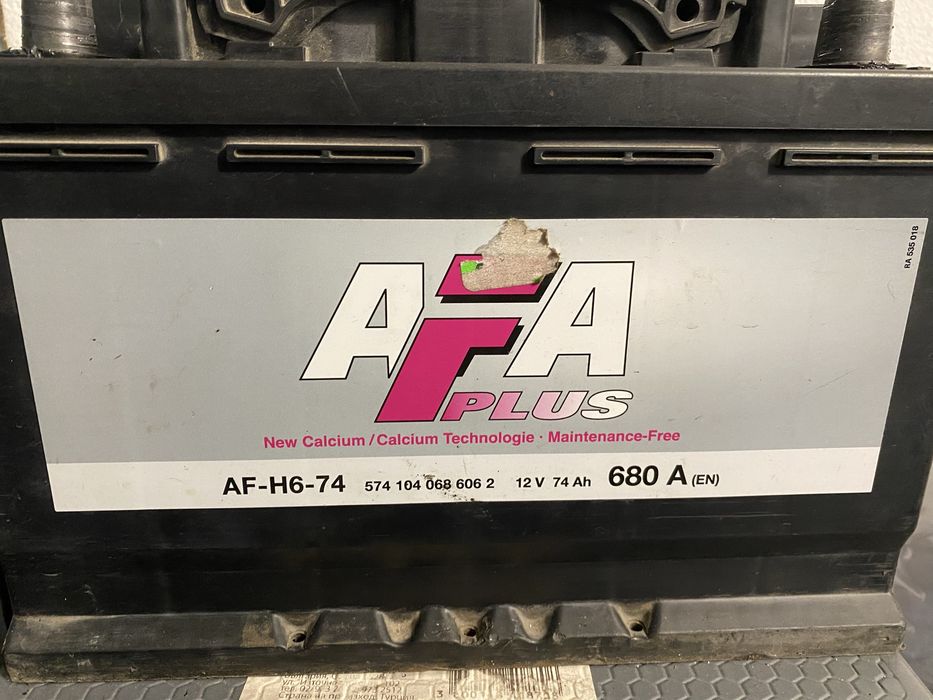 RA 535 018
AFA
PLUS
New Calcium / Calcium Technologie · Maintenance-Free
AF-H6-74 574 104 068 606 2 12 V 74 Ah 680 A (EN)